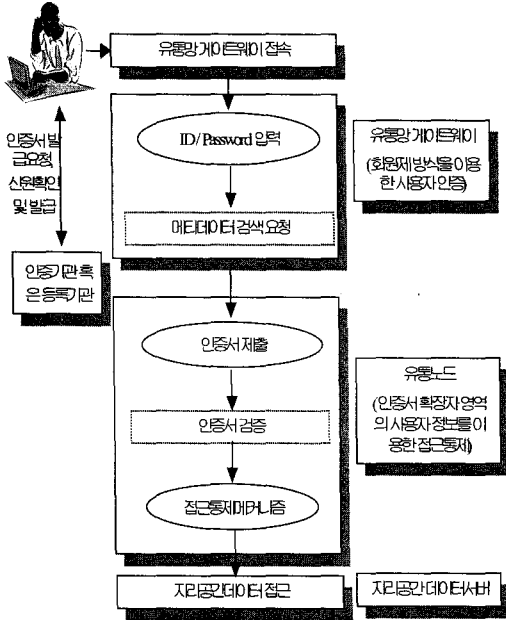 유통망 게이트웨이 접속
ID / Password 입력
메타데이터 검색 요청
유통망 게이트웨이
(회원제 방식을 이용
한 사용자 인증)
인증서 발
급요청,
신원확인
및 발급
인증기관 혹
은 등록기관
인증서 제출
인증서 검증
접근통제 메커니즘
유통노드
(인증서 확장자 영역
의 사용자 정보를 이
용한 접근통제)
지리공간데이터 접근
지리공간 데이터 서버